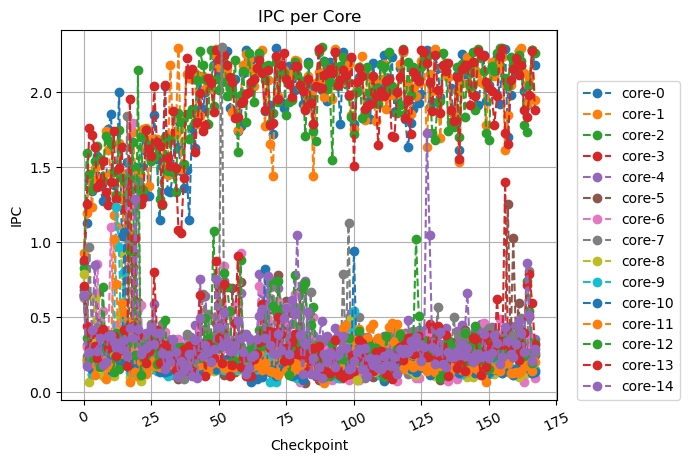 IPC per Core
IPC
2.0
1.5
1.0
0.5
0.0
0
25
50
75
100
125
150
175
Checkpoint
core-0
core-1
core-2
core-3
core-4
core-5
core-6
core-7
core-8
core-9
core-10
core-11
core-12
core-13
core-14